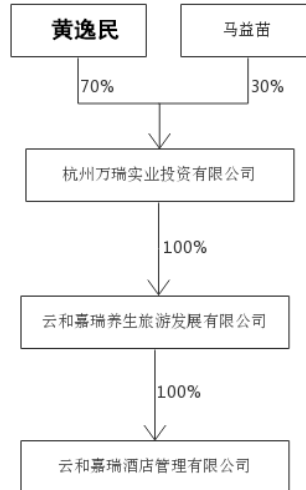 黄逸民
马益苗
70%
30%
杭州万瑞实业投资有限公司
100%
云和嘉瑞养生旅游发展有限公司
100%
云和嘉瑞酒店管理有限公司